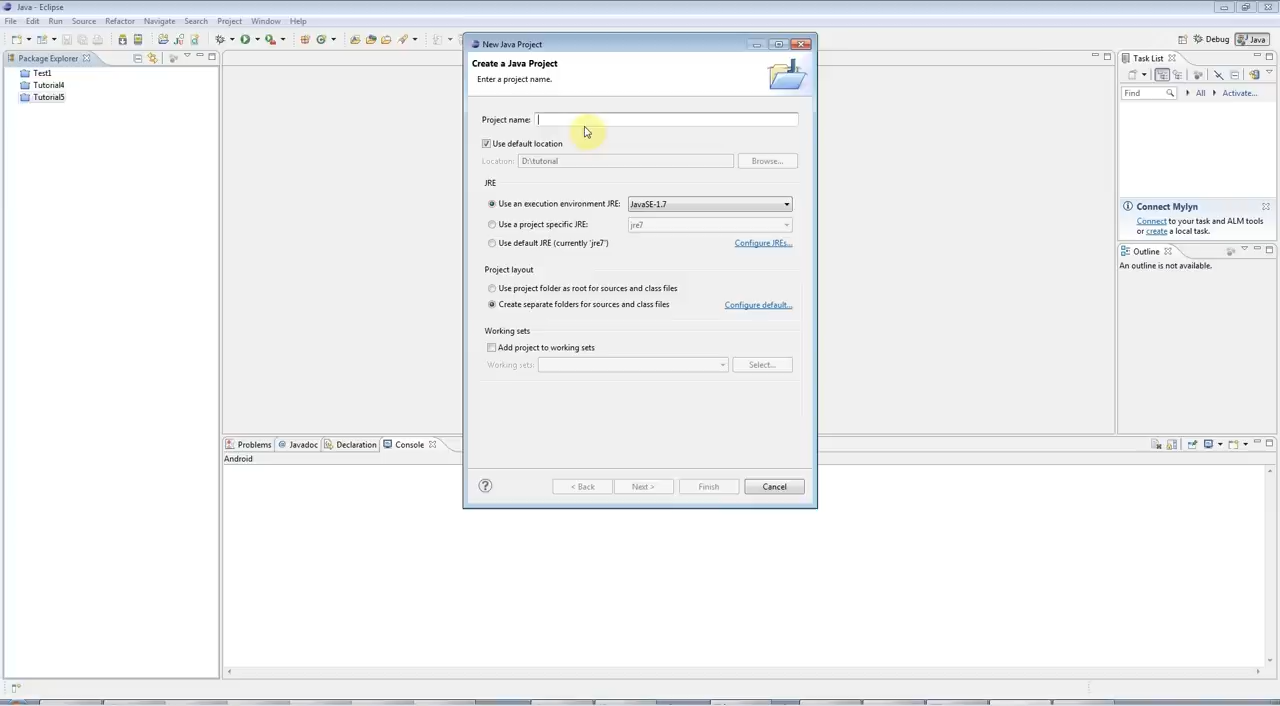 Java - Eclipse
File Edit Run Source Refactor Navigate Search Project Window Help
Debug Java
Package Explorer
Test1
Tutorial4
Tutorial5
New Java Project
Create a Java Project
Enter a project name.
Project name:
Use default location
Location: D:\tutorial Browse...
JRE
Use an execution environment JRE: JavaSE-1.7
Use a project specific JRE: jre7
Use default JRE (currently 'jre7') Configure JREs...
Project layout
Use project folder as root for sources and class files
Create separate folders for sources and class files Configure default...
Working sets
Add project to working sets
Working sets: Select...
< Back Next > Finish Cancel
Task List
Find All Activate...
Connect Mylyn
Connect to your task and ALM tools
or create a local task.
Outline
An outline is not available.
Problems Javadoc Declaration Console
Android